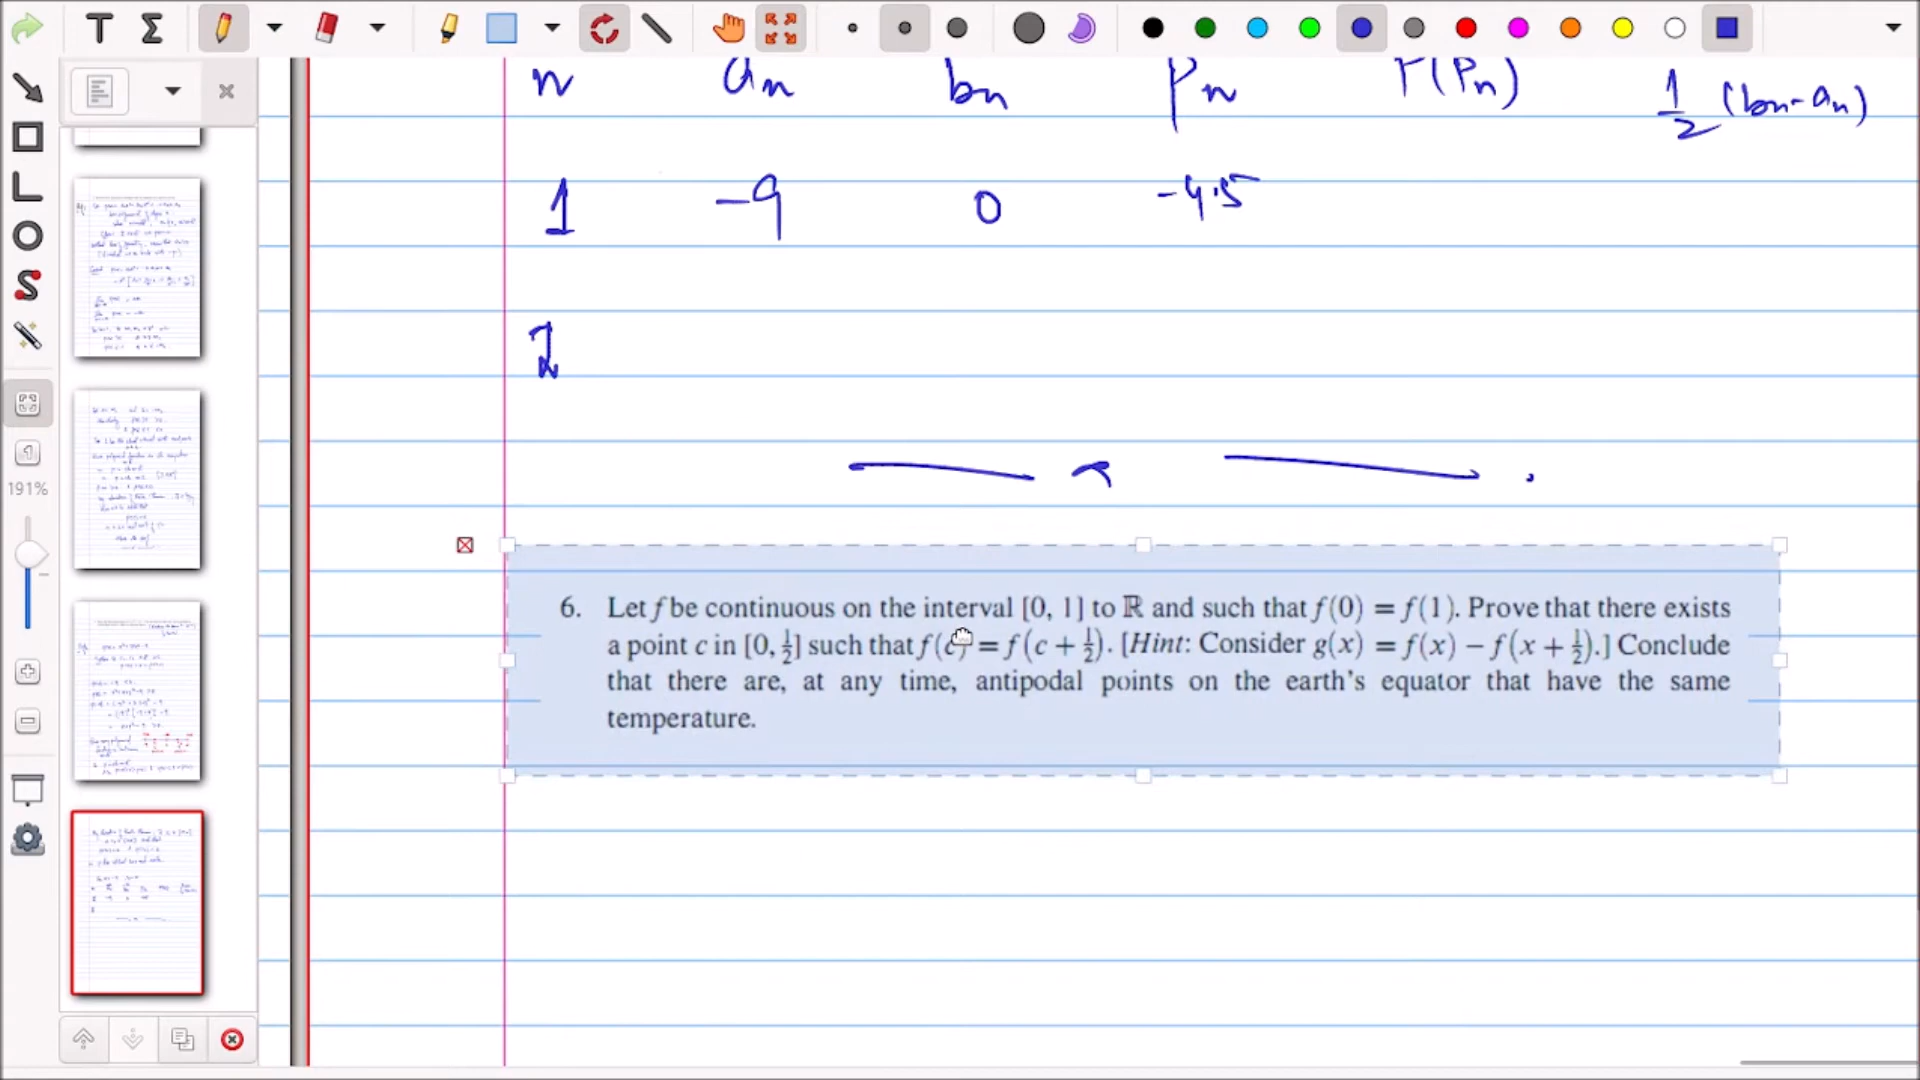 T Σ
n an bn Pn f(Pn) 1/2 (bn-an)
1 -9 0 -4.5
2
191%
6. Let f be continuous on the interval [0, 1] to ℝ and such that f(0) = f(1). Prove that there exists
a point c in [0, 1/2] such that f(c) = f(c + 1/2). [Hint: Consider g(x) = f(x) − f(x + 1/2).] Conclude
that there are, at any time, antipodal points on the earth's equator that have the same
temperature.